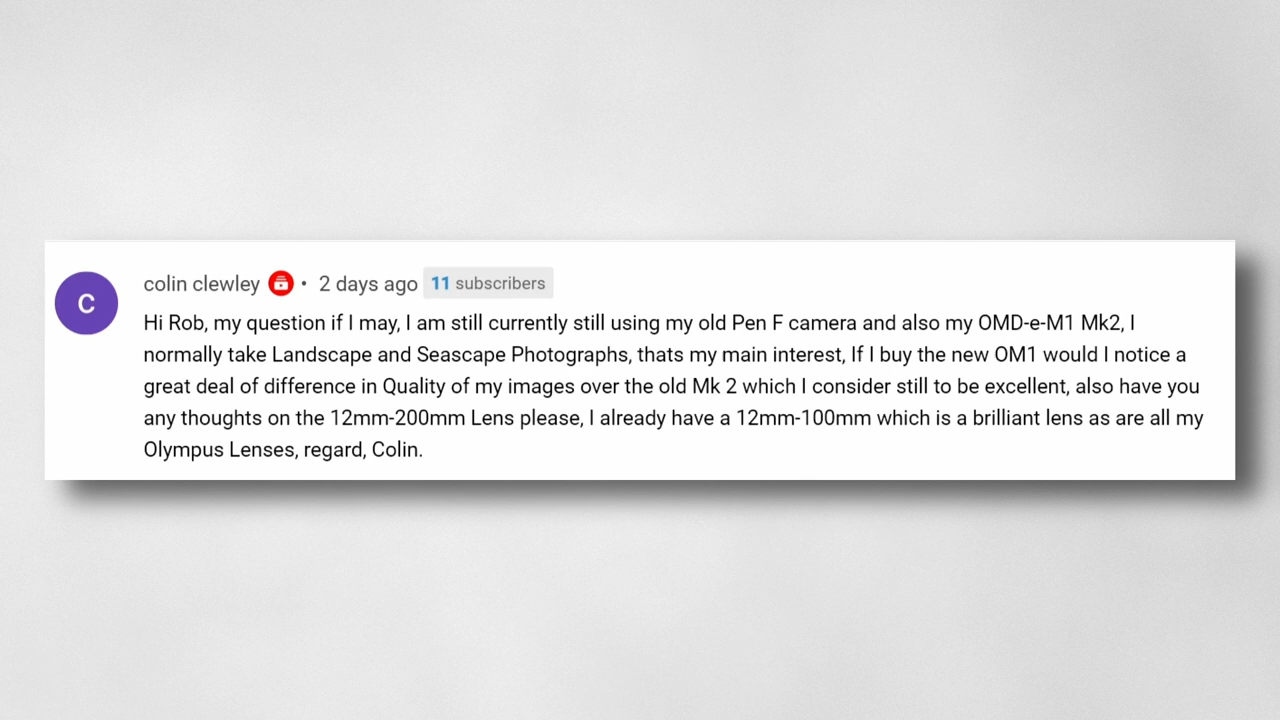 C
colin clewley • 2 days ago 11 subscribers
Hi Rob, my question if I may, I am still currently still using my old Pen F camera and also my OMD-e-M1 Mk2, I
normally take Landscape and Seascape Photographs, thats my main interest, If I buy the new OM1 would I notice a
great deal of difference in Quality of my images over the old Mk 2 which I consider still to be excellent, also have you
any thoughts on the 12mm-200mm Lens please, I already have a 12mm-100mm which is a brilliant lens as are all my
Olympus Lenses, regard, Colin.